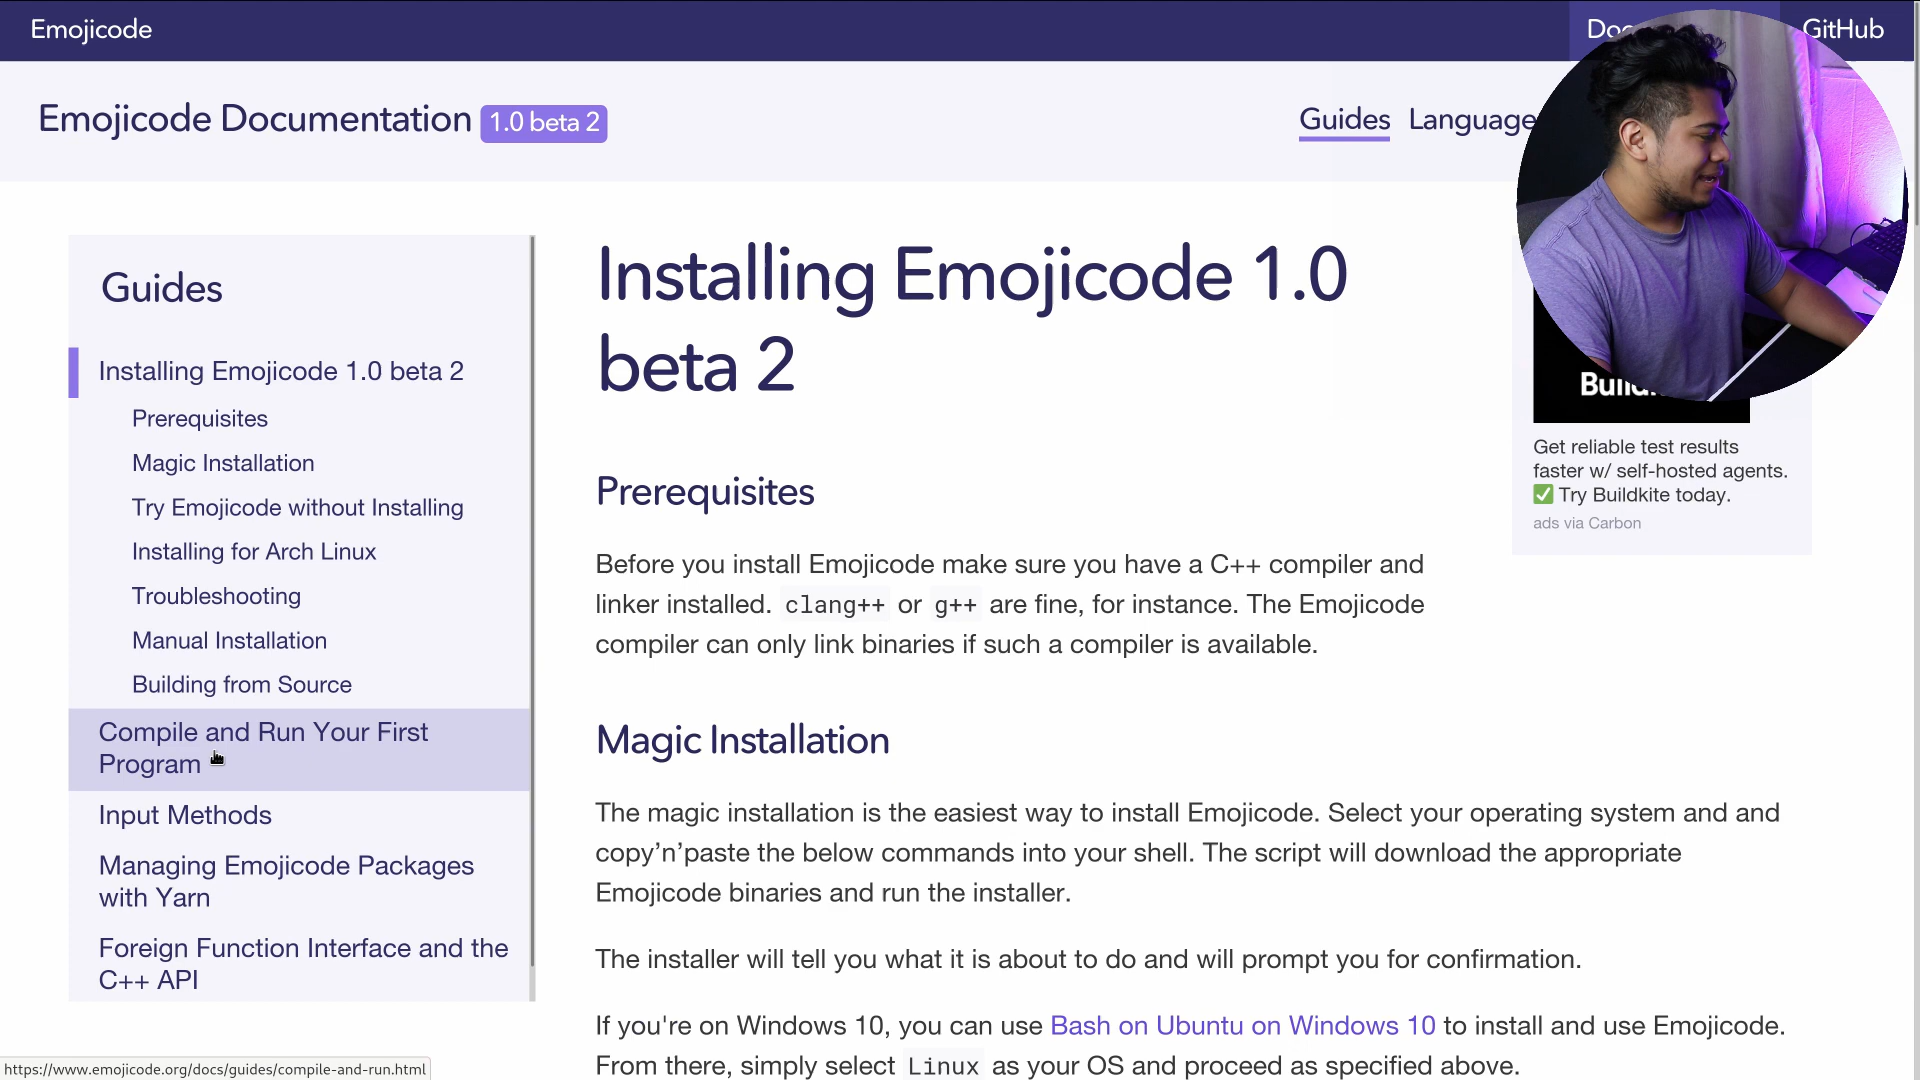 Emojicode
GitHub
Emojicode Documentation 1.0 beta 2
Guides Language
Guides
Installing Emojicode 1.0 beta 2
Prerequisites
Magic Installation
Try Emojicode without Installing
Installing for Arch Linux
Troubleshooting
Manual Installation
Building from Source
Compile and Run Your First
Program
Input Methods
Managing Emojicode Packages
with Yarn
Foreign Function Interface and the
C++ API
Installing Emojicode 1.0
beta 2
Prerequisites
Before you install Emojicode make sure you have a C++ compiler and
linker installed. clang++ or g++ are fine, for instance. The Emojicode
compiler can only link binaries if such a compiler is available.
Magic Installation
The magic installation is the easiest way to install Emojicode. Select your operating system and and
copy’n’paste the below commands into your shell. The script will download the appropriate
Emojicode binaries and run the installer.
The installer will tell you what it is about to do and will prompt you for confirmation.
If you're on Windows 10, you can use Bash on Ubuntu on Windows 10 to install and use Emojicode.
From there, simply select Linux as your OS and proceed as specified above.
Get reliable test results
faster w/ self-hosted agents.
✅ Try Buildkite today.
ads via Carbon
https://www.emojicode.org/docs/guides/compile-and-run.html